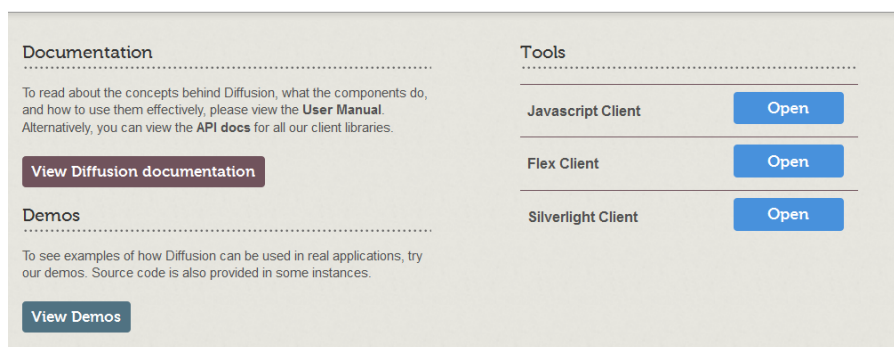 Documentation
To read about the concepts behind Diffusion, what the components do,
and how to use them effectively, please view the User Manual.
Alternatively, you can view the API docs for all our client libraries.
View Diffusion documentation
Demos
To see examples of how Diffusion can be used in real applications, try
our demos. Source code is also provided in some instances.
View Demos
Tools
Javascript Client Open
Flex Client Open
Silverlight Client Open